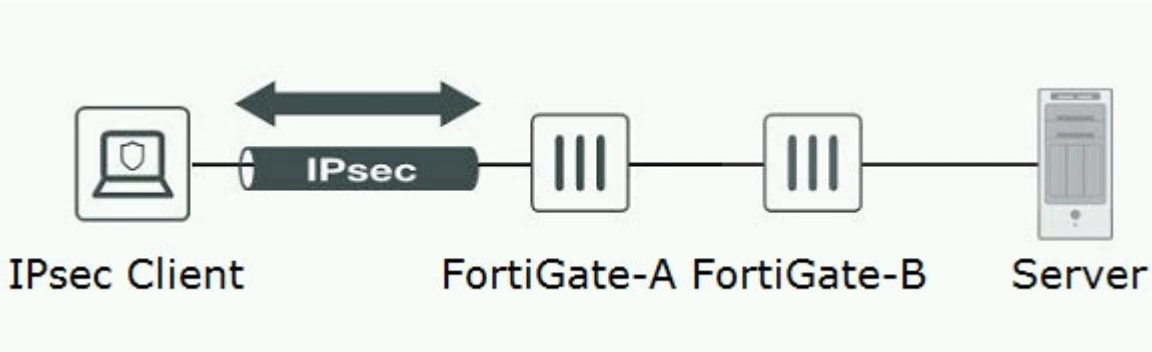 IPsec
IPsec Client
FortiGate-A
FortiGate-B
Server